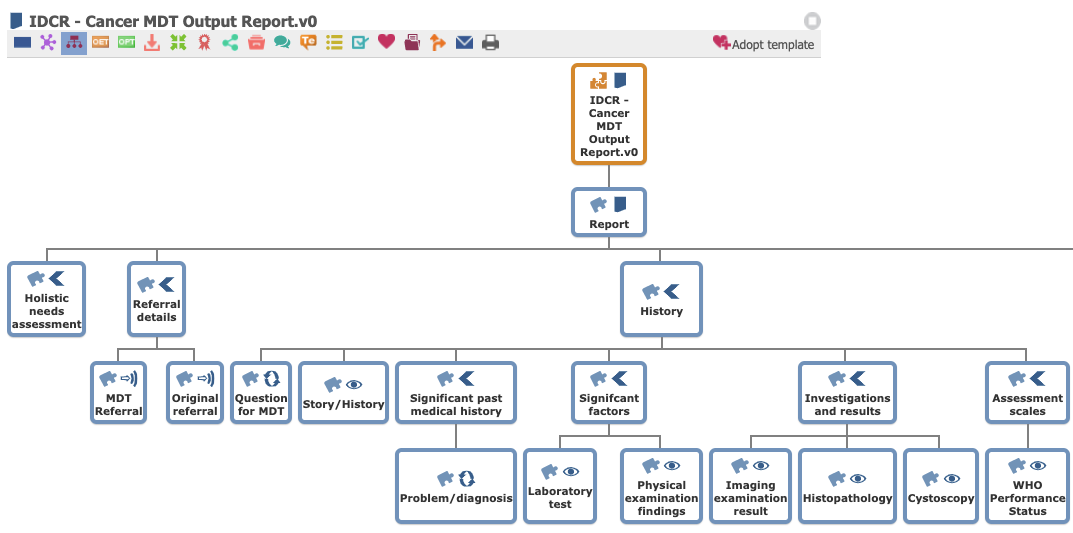 IDCR - Cancer MDT Output Report.v0
OET
OPT
Te
Adopt template
IDCR -
Cancer
MDT
Output
Report.v0
Report
Holistic
needs
assessment
Referral
details
History
MDT
Referral
Original
referral
Question
for MDT
Story/History
Significant past
medical history
Signifcant
factors
Investigations
and results
Assessment
scales
Problem/diagnosis
Laboratory
test
Physical
examination
findings
Imaging
examination
result
Histopathology
Cystoscopy
WHO
Performance
Status